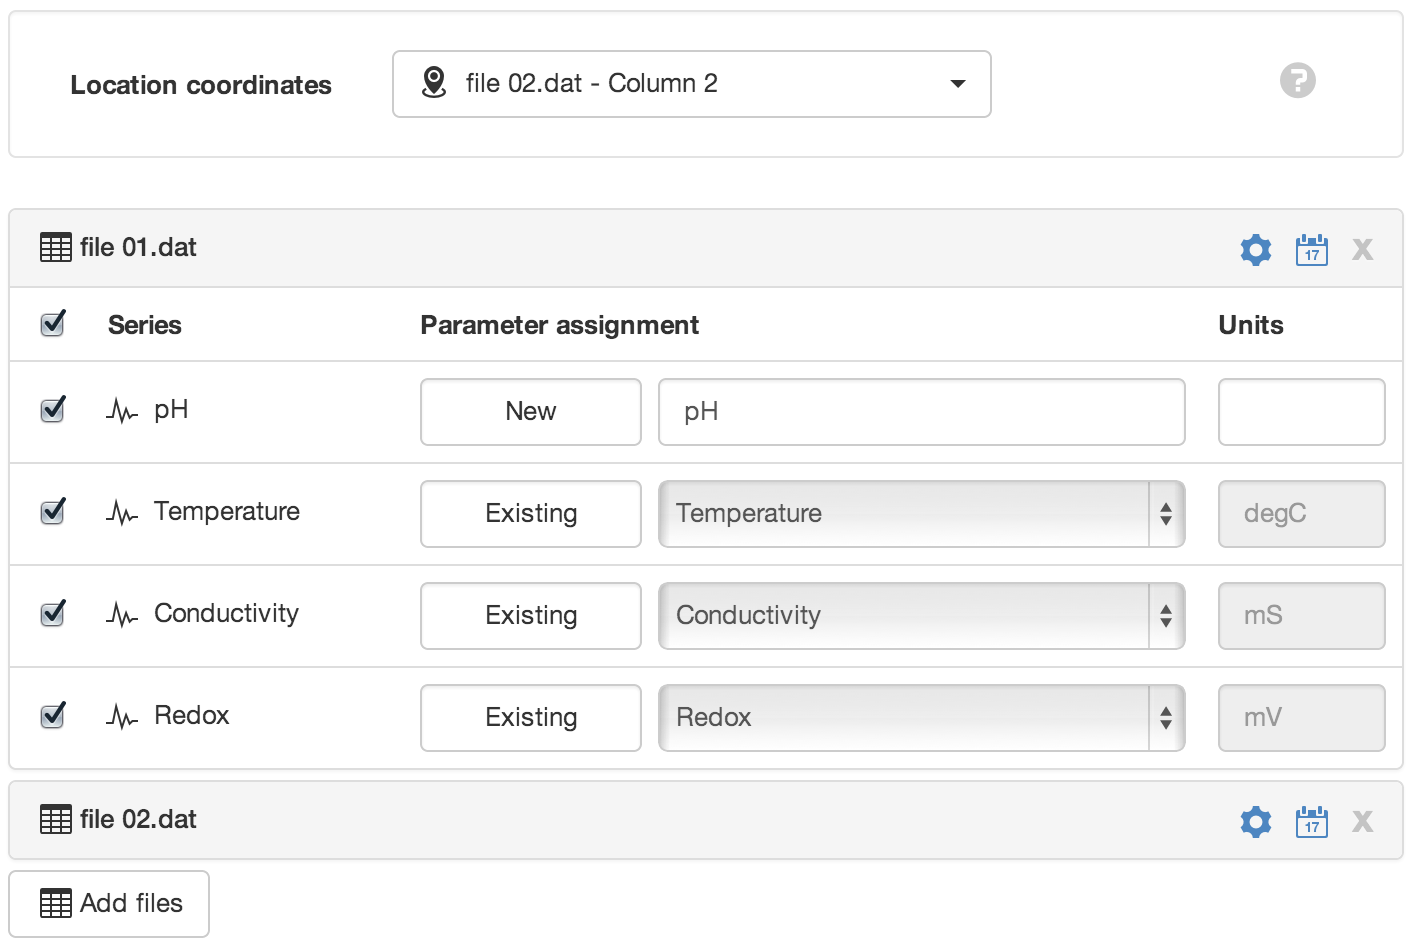 Location coordinates file 02.dat - Column 2 ?
file 01.dat 17 X
Series Parameter assignment Units
pH New pH
Temperature Existing Temperature degC
Conductivity Existing Conductivity mS
Redox Existing Redox mV
file 02.dat 17 X
Add files